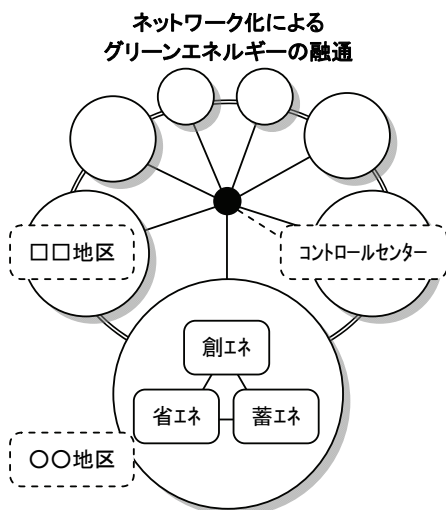 ネットワーク化による
グリーンエネルギーの融通
□□地区
コントロールセンター
創エネ
省エネ
蓄エネ
○○地区